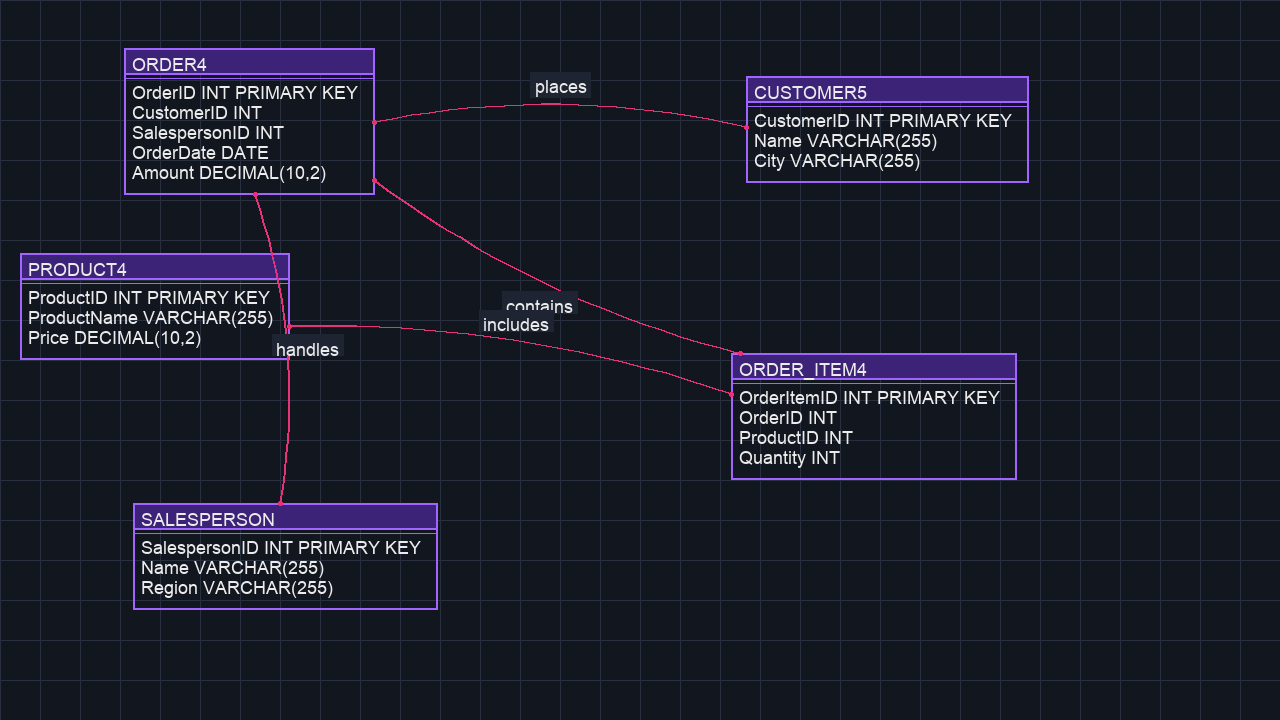 ORDER4
OrderID INT PRIMARY KEY
CustomerID INT
SalespersonID INT
OrderDate DATE
Amount DECIMAL(10,2)
places
CUSTOMER5
CustomerID INT PRIMARY KEY
Name VARCHAR(255)
City VARCHAR(255)
PRODUCT4
ProductID INT PRIMARY KEY
ProductName VARCHAR(255)
Price DECIMAL(10,2)
contains
includes
handles
ORDER_ITEM4
OrderItemID INT PRIMARY KEY
OrderID INT
ProductID INT
Quantity INT
SALESPERSON
SalespersonID INT PRIMARY KEY
Name VARCHAR(255)
Region VARCHAR(255)